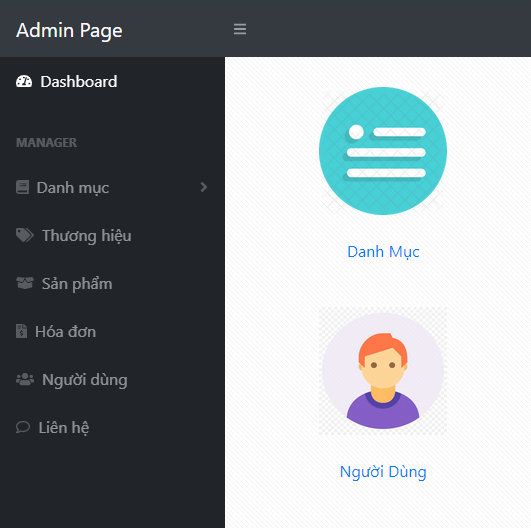 Admin Page
Dashboard
MANAGER
Danh mục
Thương hiệu
Sản phẩm
Hóa đơn
Người dùng
Liên hệ
Danh Mục
Người Dùng